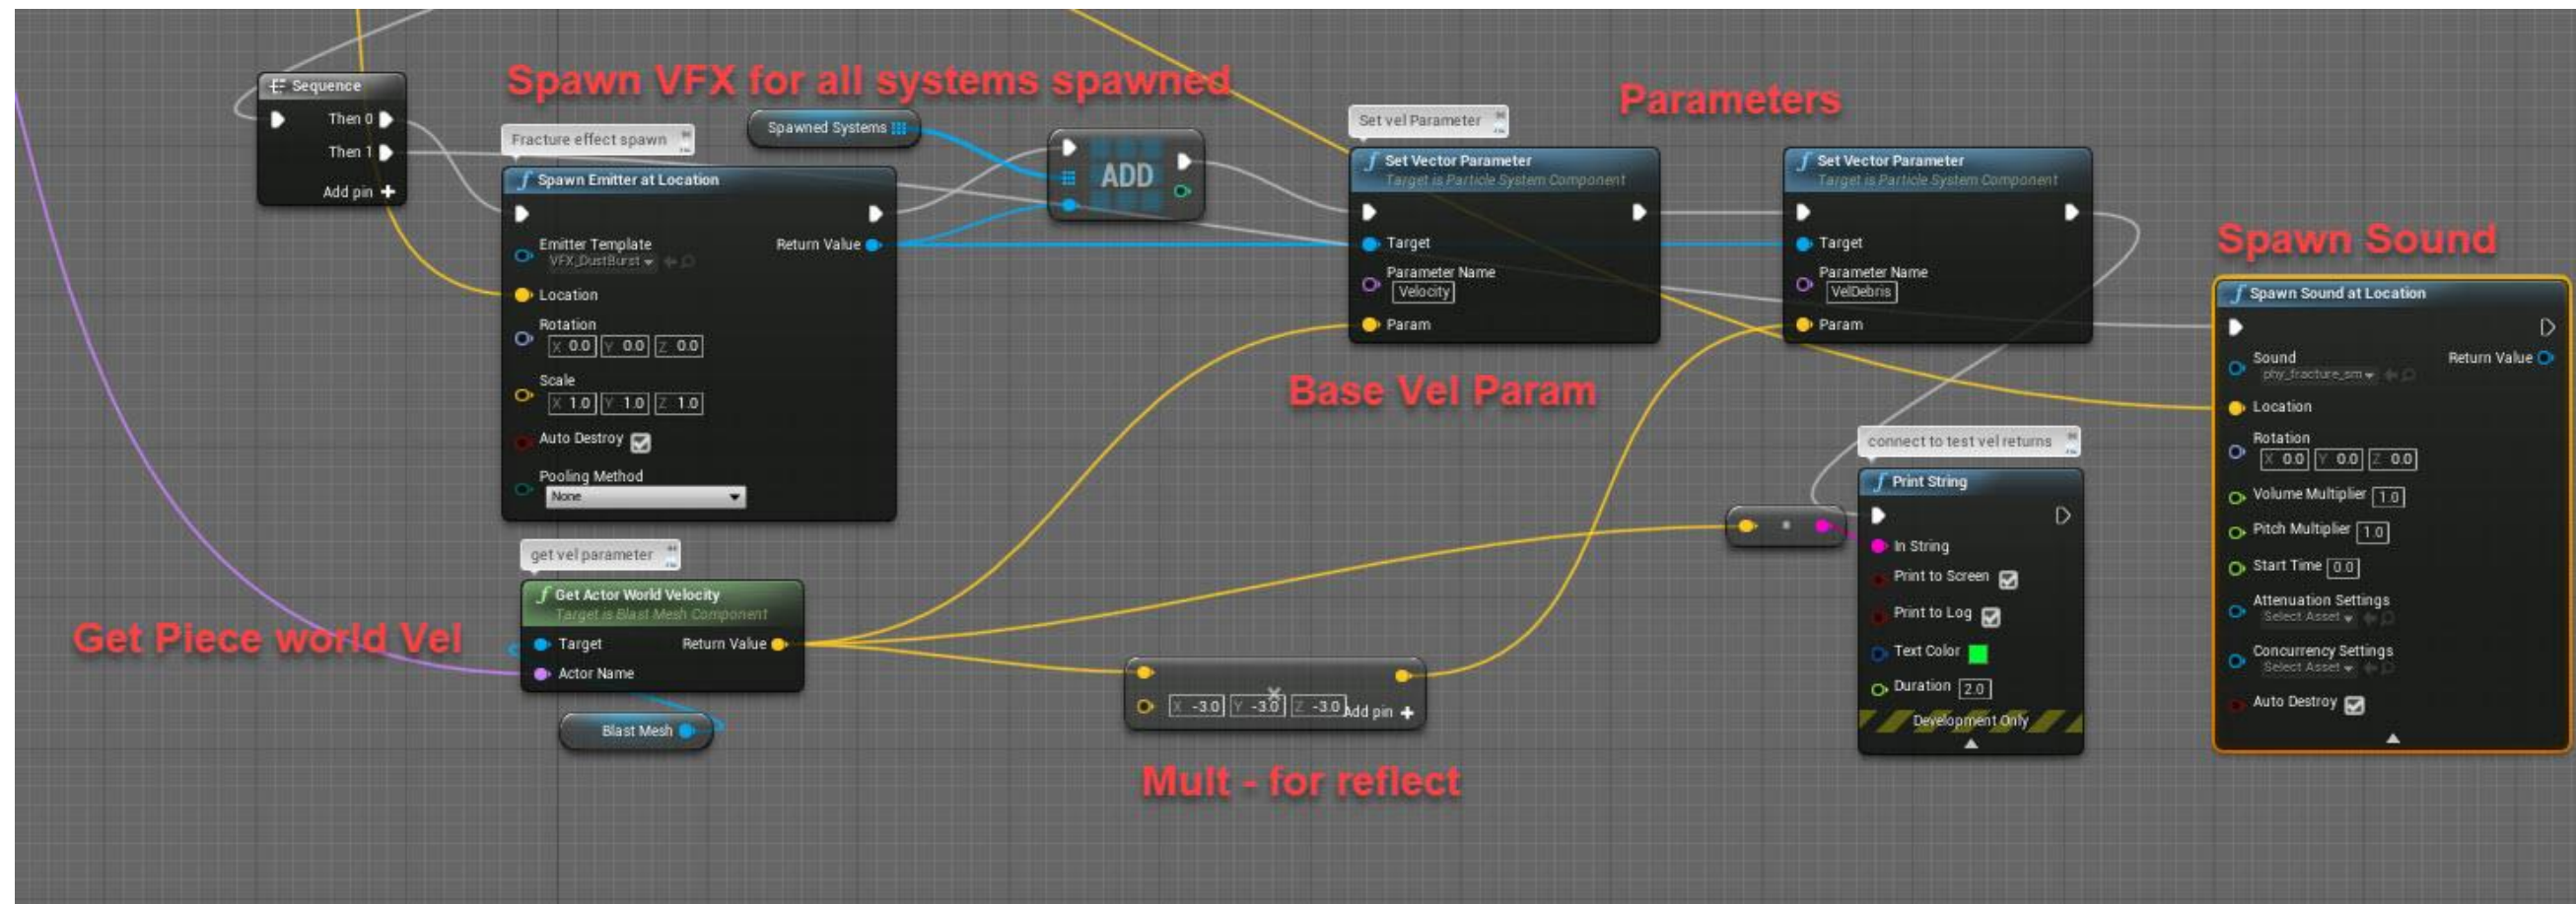 Sequence
Then 0
Then 1
Add pin
Spawn VFX for all systems spawned
Fracture effect spawn
Spawned Systems
Spawn Emitter at Location
Emitter Template
VFX_DustBurst
Return Value
Location
Rotation
X 0.0 Y 0.0 Z 0.0
Scale
X 1.0 Y 1.0 Z 1.0
Auto Destroy
Pooling Method
None
ADD
Set vel Parameter
Set Vector Parameter
Target is Particle System Component
Target
Parameter Name
Velocity
Param
Parameters
Set Vector Parameter
Target is Particle System Component
Target
Parameter Name
VelDebris
Param
Base Vel Param
Spawn Sound
Spawn Sound at Location
Sound
phy_fracture_sm
Return Value
Location
Rotation
X 0.0 Y 0.0 Z 0.0
Volume Multiplier 1.0
Pitch Multiplier 1.0
Start Time 0.0
Attenuation Settings
Select Asset
Concurrency Settings
Select Asset
Auto Destroy
connect to test vel returns
Print String
In String
Print to Screen
Print to Log
Text Color
Duration 2.0
Development Only
get vel parameter
Get Actor World Velocity
Target is Blast Mesh Component
Target Return Value
Actor Name
Get Piece world Vel
Blast Mesh
X -3.0 Y -3.0 Z -3.0 Add pin
Mult - for reflect